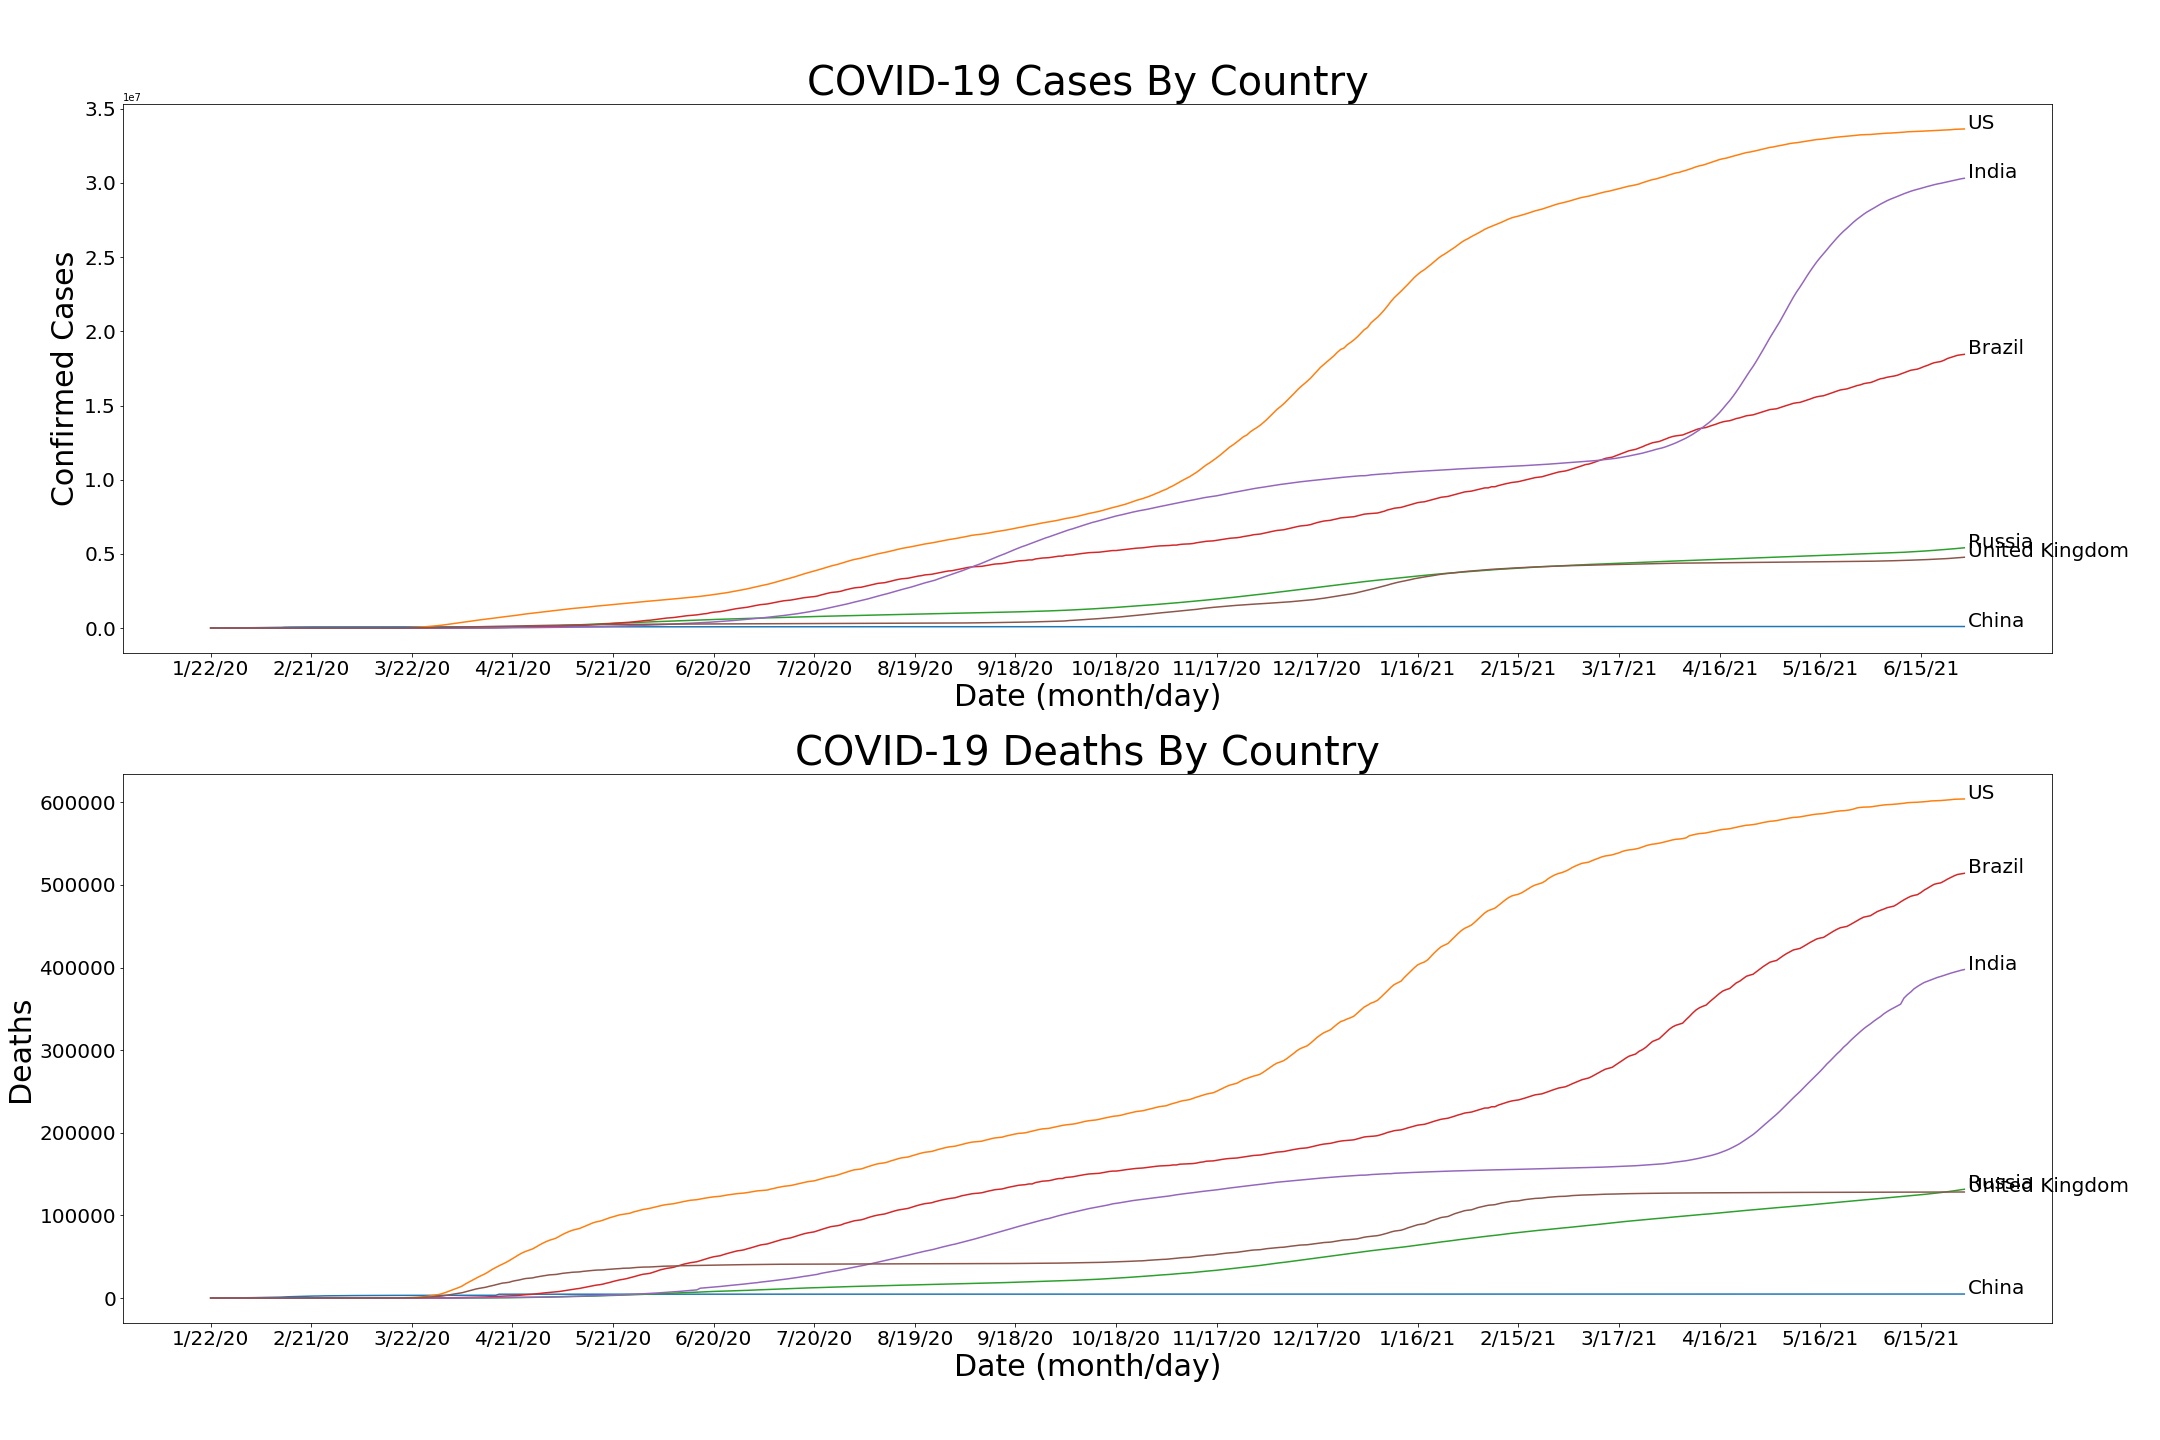 COVID-19 Cases By Country
1e7
3.5
3.0
2.5
2.0
1.5
1.0
0.5
0.0
Confirmed Cases
US
India
Brazil
Russia
United Kingdom
China
1/22/20 2/21/20 3/22/20 4/21/20 5/21/20 6/20/20 7/20/20 8/19/20 9/18/20 10/18/20 11/17/20 12/17/20 1/16/21 2/15/21 3/17/21 4/16/21 5/16/21 6/15/21
Date (month/day)
COVID-19 Deaths By Country
600000
500000
400000
300000
200000
100000
0
Deaths
US
Brazil
India
Russia
United Kingdom
China
1/22/20 2/21/20 3/22/20 4/21/20 5/21/20 6/20/20 7/20/20 8/19/20 9/18/20 10/18/20 11/17/20 12/17/20 1/16/21 2/15/21 3/17/21 4/16/21 5/16/21 6/15/21
Date (month/day)